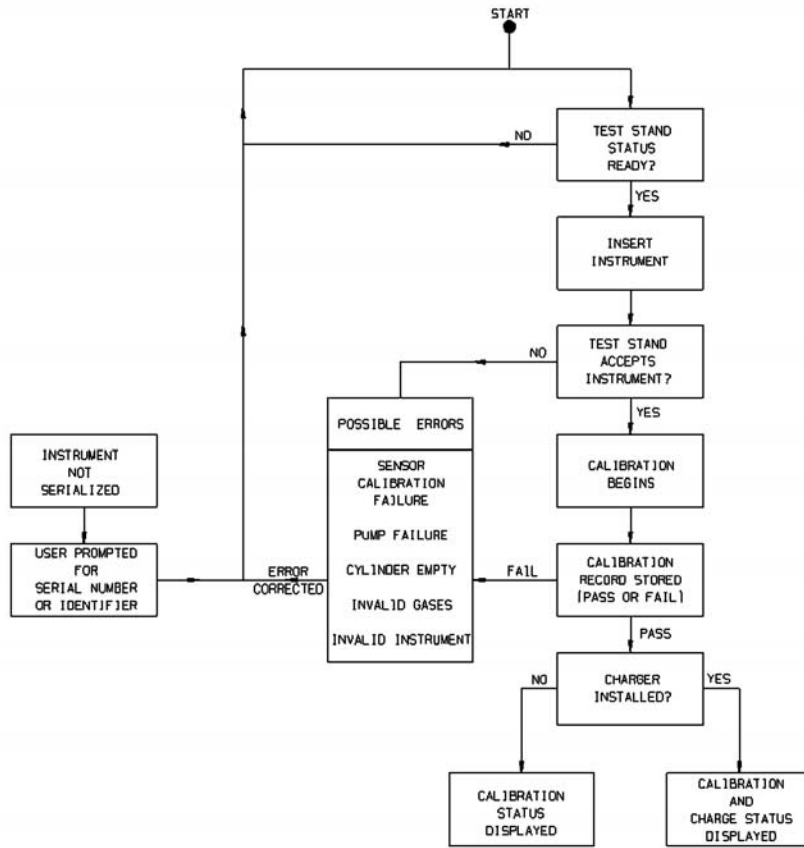 START
NO
TEST STAND
STATUS
READY?
YES
INSERT
INSTRUMENT
NO
TEST STAND
ACCEPTS
INSTRUMENT?
YES
POSSIBLE ERRORS
SENSOR
CALIBRATION
FAILURE
PUMP FAILURE
CYLINDER EMPTY
INVALID GASES
INVALID INSTRUMENT
INSTRUMENT
NOT
SERIALIZED
USER PROMPTED
FOR
SERIAL NUMBER
OR IDENTIFIER
ERROR
CORRECTED
CALIBRATION
BEGINS
FAIL
CALIBRATION
RECORD STORED
(PASS OR FAIL)
PASS
NO
CHARGER
INSTALLED?
YES
CALIBRATION
STATUS
DISPLAYED
CALIBRATION
AND
CHARGE STATUS
DISPLAYED